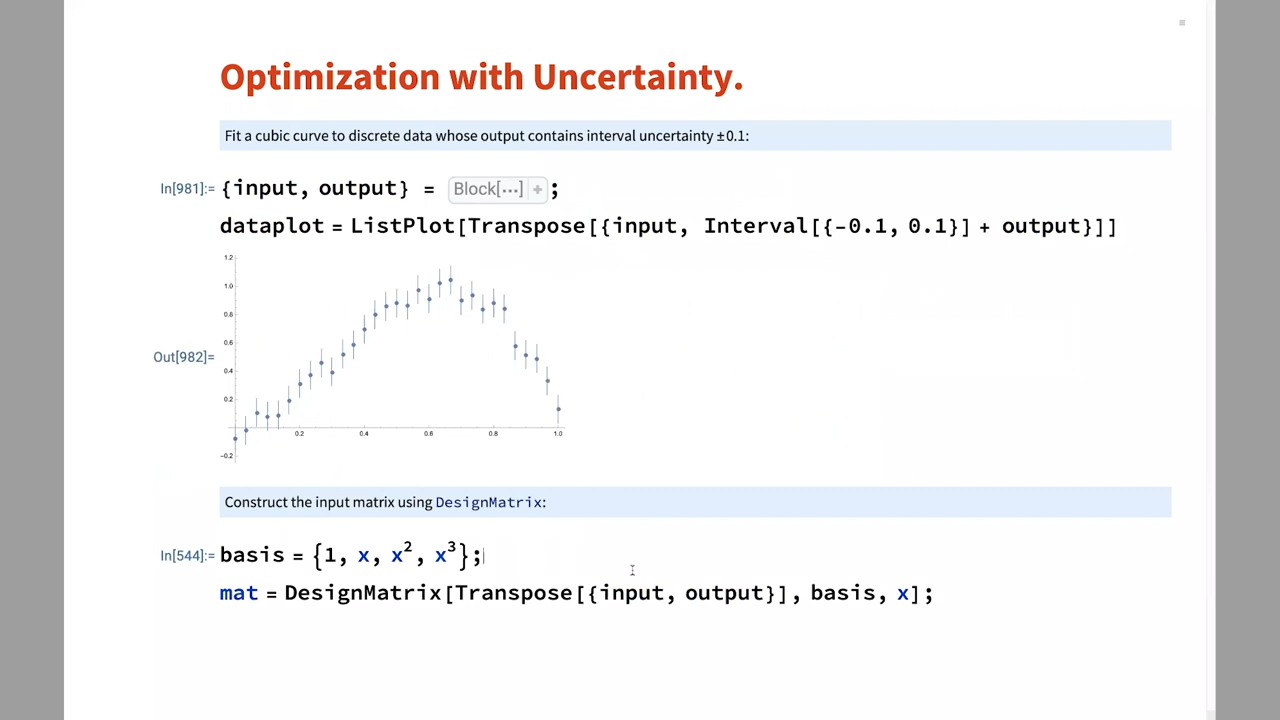 Optimization with Uncertainty.
Fit a cubic curve to discrete data whose output contains interval uncertainty ±0.1:
In[981]:= {input, output} = Block[...] + ;
dataplot = ListPlot[Transpose[{input, Interval[{-0.1, 0.1}] + output}]]
Out[982]=
1.2
1.0
0.8
0.6
0.4
0.2
-0.2
0.2 0.4 0.6 0.8 1.0
Construct the input matrix using DesignMatrix:
In[544]:= basis = {1, x, x², x³};
mat = DesignMatrix[Transpose[{input, output}], basis, x];